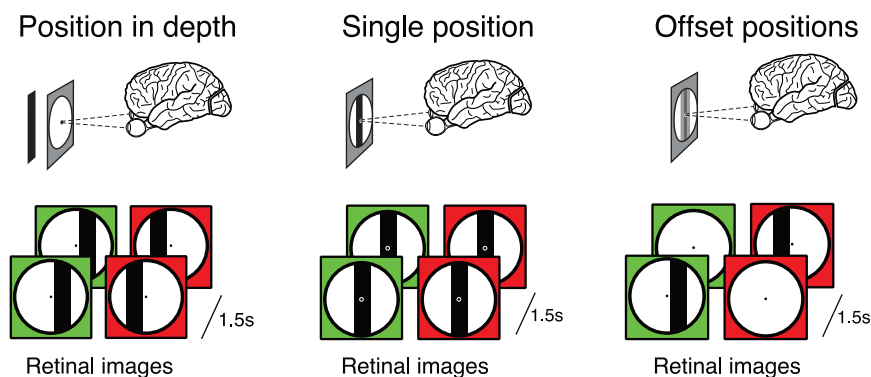 Position in depth
Single position
Offset positions
1.5s
1.5s
1.5s
Retinal images
Retinal images
Retinal images